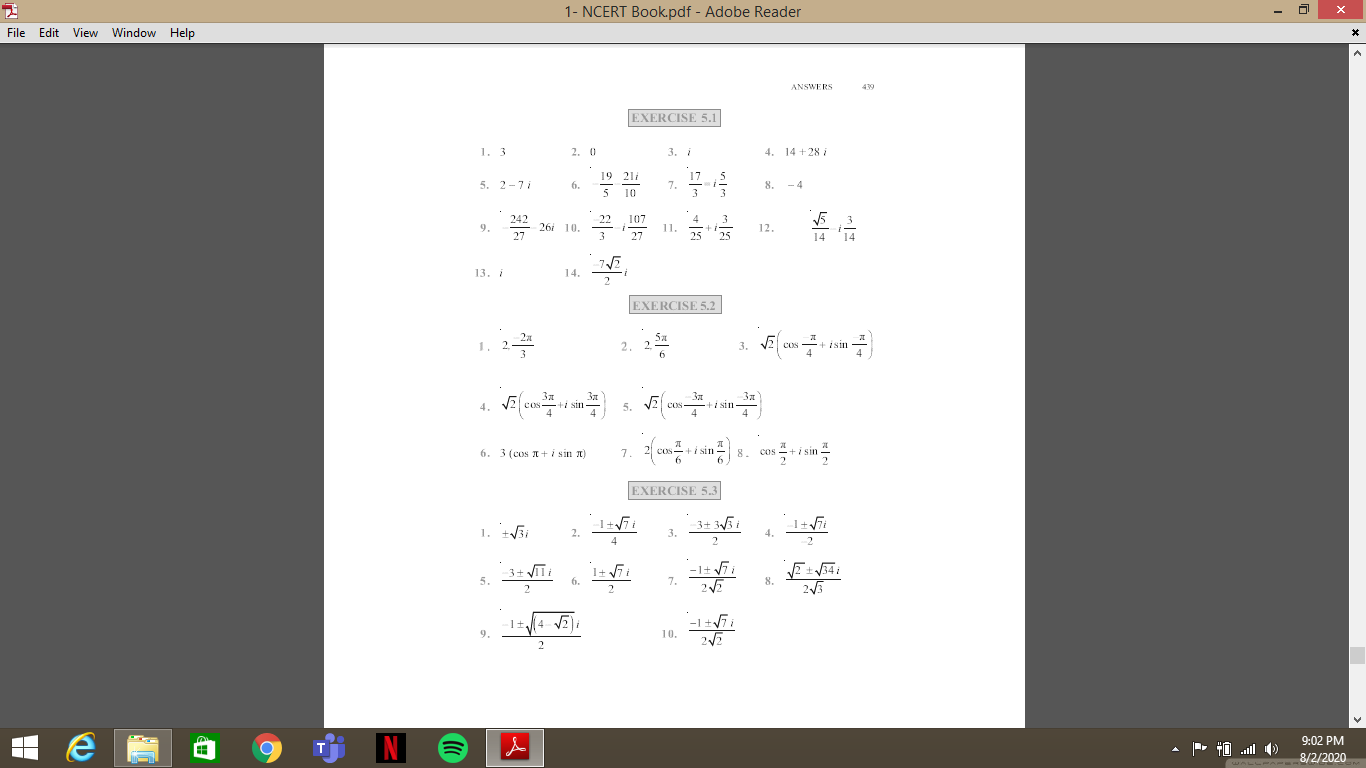 1- NCERT Book.pdf - Adobe Reader
File Edit View Window Help
ANSWERS 439
EXERCISE 5.1
1. 3 2. 0 3. i 4. 14 + 28 i
5. 2 – 7 i 6. –19/5 – 21i/10 7. 17/3 – i 5/3 8. – 4
9. –242/27 – 26i 10. –22/3 – i 107/27 11. 4/25 + i 3/25 12. √5/14 – i 3/14
13. i 14. –7√2/2 i
EXERCISE 5.2
1. 2, –2π/3 2. 2, 5π/6 3. √2 (cos –π/4 + i sin –π/4)
4. √2 (cos 3π/4 + i sin 3π/4) 5. √2 (cos –3π/4 + i sin –3π/4)
6. 3 (cos π + i sin π) 7. 2 (cos π/6 + i sin π/6) 8. cos π/2 + i sin π/2
EXERCISE 5.3
1. ±√3 i 2. (–1 ± √7 i)/4 3. (–3 ± 3√3 i)/2 4. (–1 ± √7 i)/–2
5. (–3 ± √11 i)/2 6. (1 ± √7 i)/2 7. (–1 ± √7 i)/2√2 8. (√2 ± √34 i)/2√3
9. (–1 ± √(4 – √2) i)/2 10. (–1 ± √7 i)/2√2
9:02 PM
8/2/2020